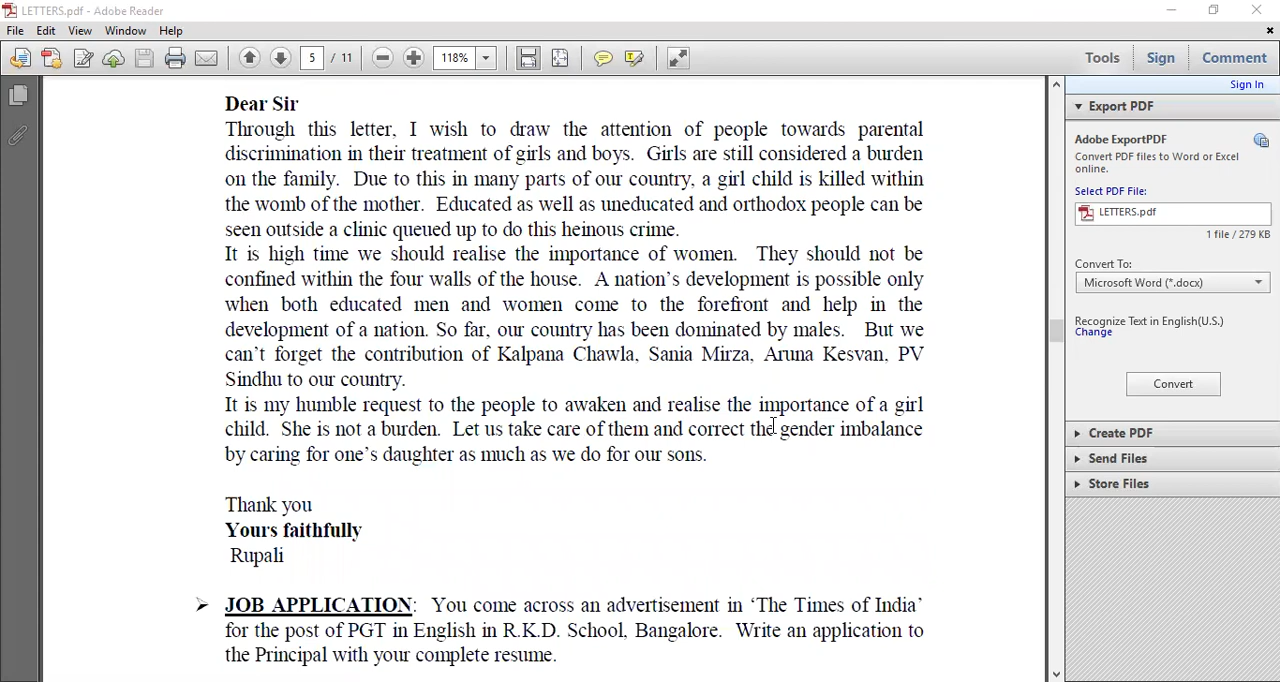 LETTERS.pdf - Adobe Reader
File Edit View Window Help
5 / 11 118% Tools Sign Comment
Sign In
Export PDF
Adobe ExportPDF
Convert PDF files to Word or Excel
online.
Select PDF File:
LETTERS.pdf
1 file / 279 KB
Convert To:
Microsoft Word (*.docx)
Recognize Text in English(U.S.)
Change
Convert
Create PDF
Send Files
Store Files
Dear Sir
Through this letter, I wish to draw the attention of people towards parental
discrimination in their treatment of girls and boys. Girls are still considered a burden
on the family. Due to this in many parts of our country, a girl child is killed within
the womb of the mother. Educated as well as uneducated and orthodox people can be
seen outside a clinic queued up to do this heinous crime.
It is high time we should realise the importance of women. They should not be
confined within the four walls of the house. A nation’s development is possible only
when both educated men and women come to the forefront and help in the
development of a nation. So far, our country has been dominated by males. But we
can’t forget the contribution of Kalpana Chawla, Sania Mirza, Aruna Kesvan, PV
Sindhu to our country.
It is my humble request to the people to awaken and realise the importance of a girl
child. She is not a burden. Let us take care of them and correct the gender imbalance
by caring for one’s daughter as much as we do for our sons.
Thank you
Yours faithfully
Rupali
➢ JOB APPLICATION: You come across an advertisement in ‘The Times of India’
for the post of PGT in English in R.K.D. School, Bangalore. Write an application to
the Principal with your complete resume.